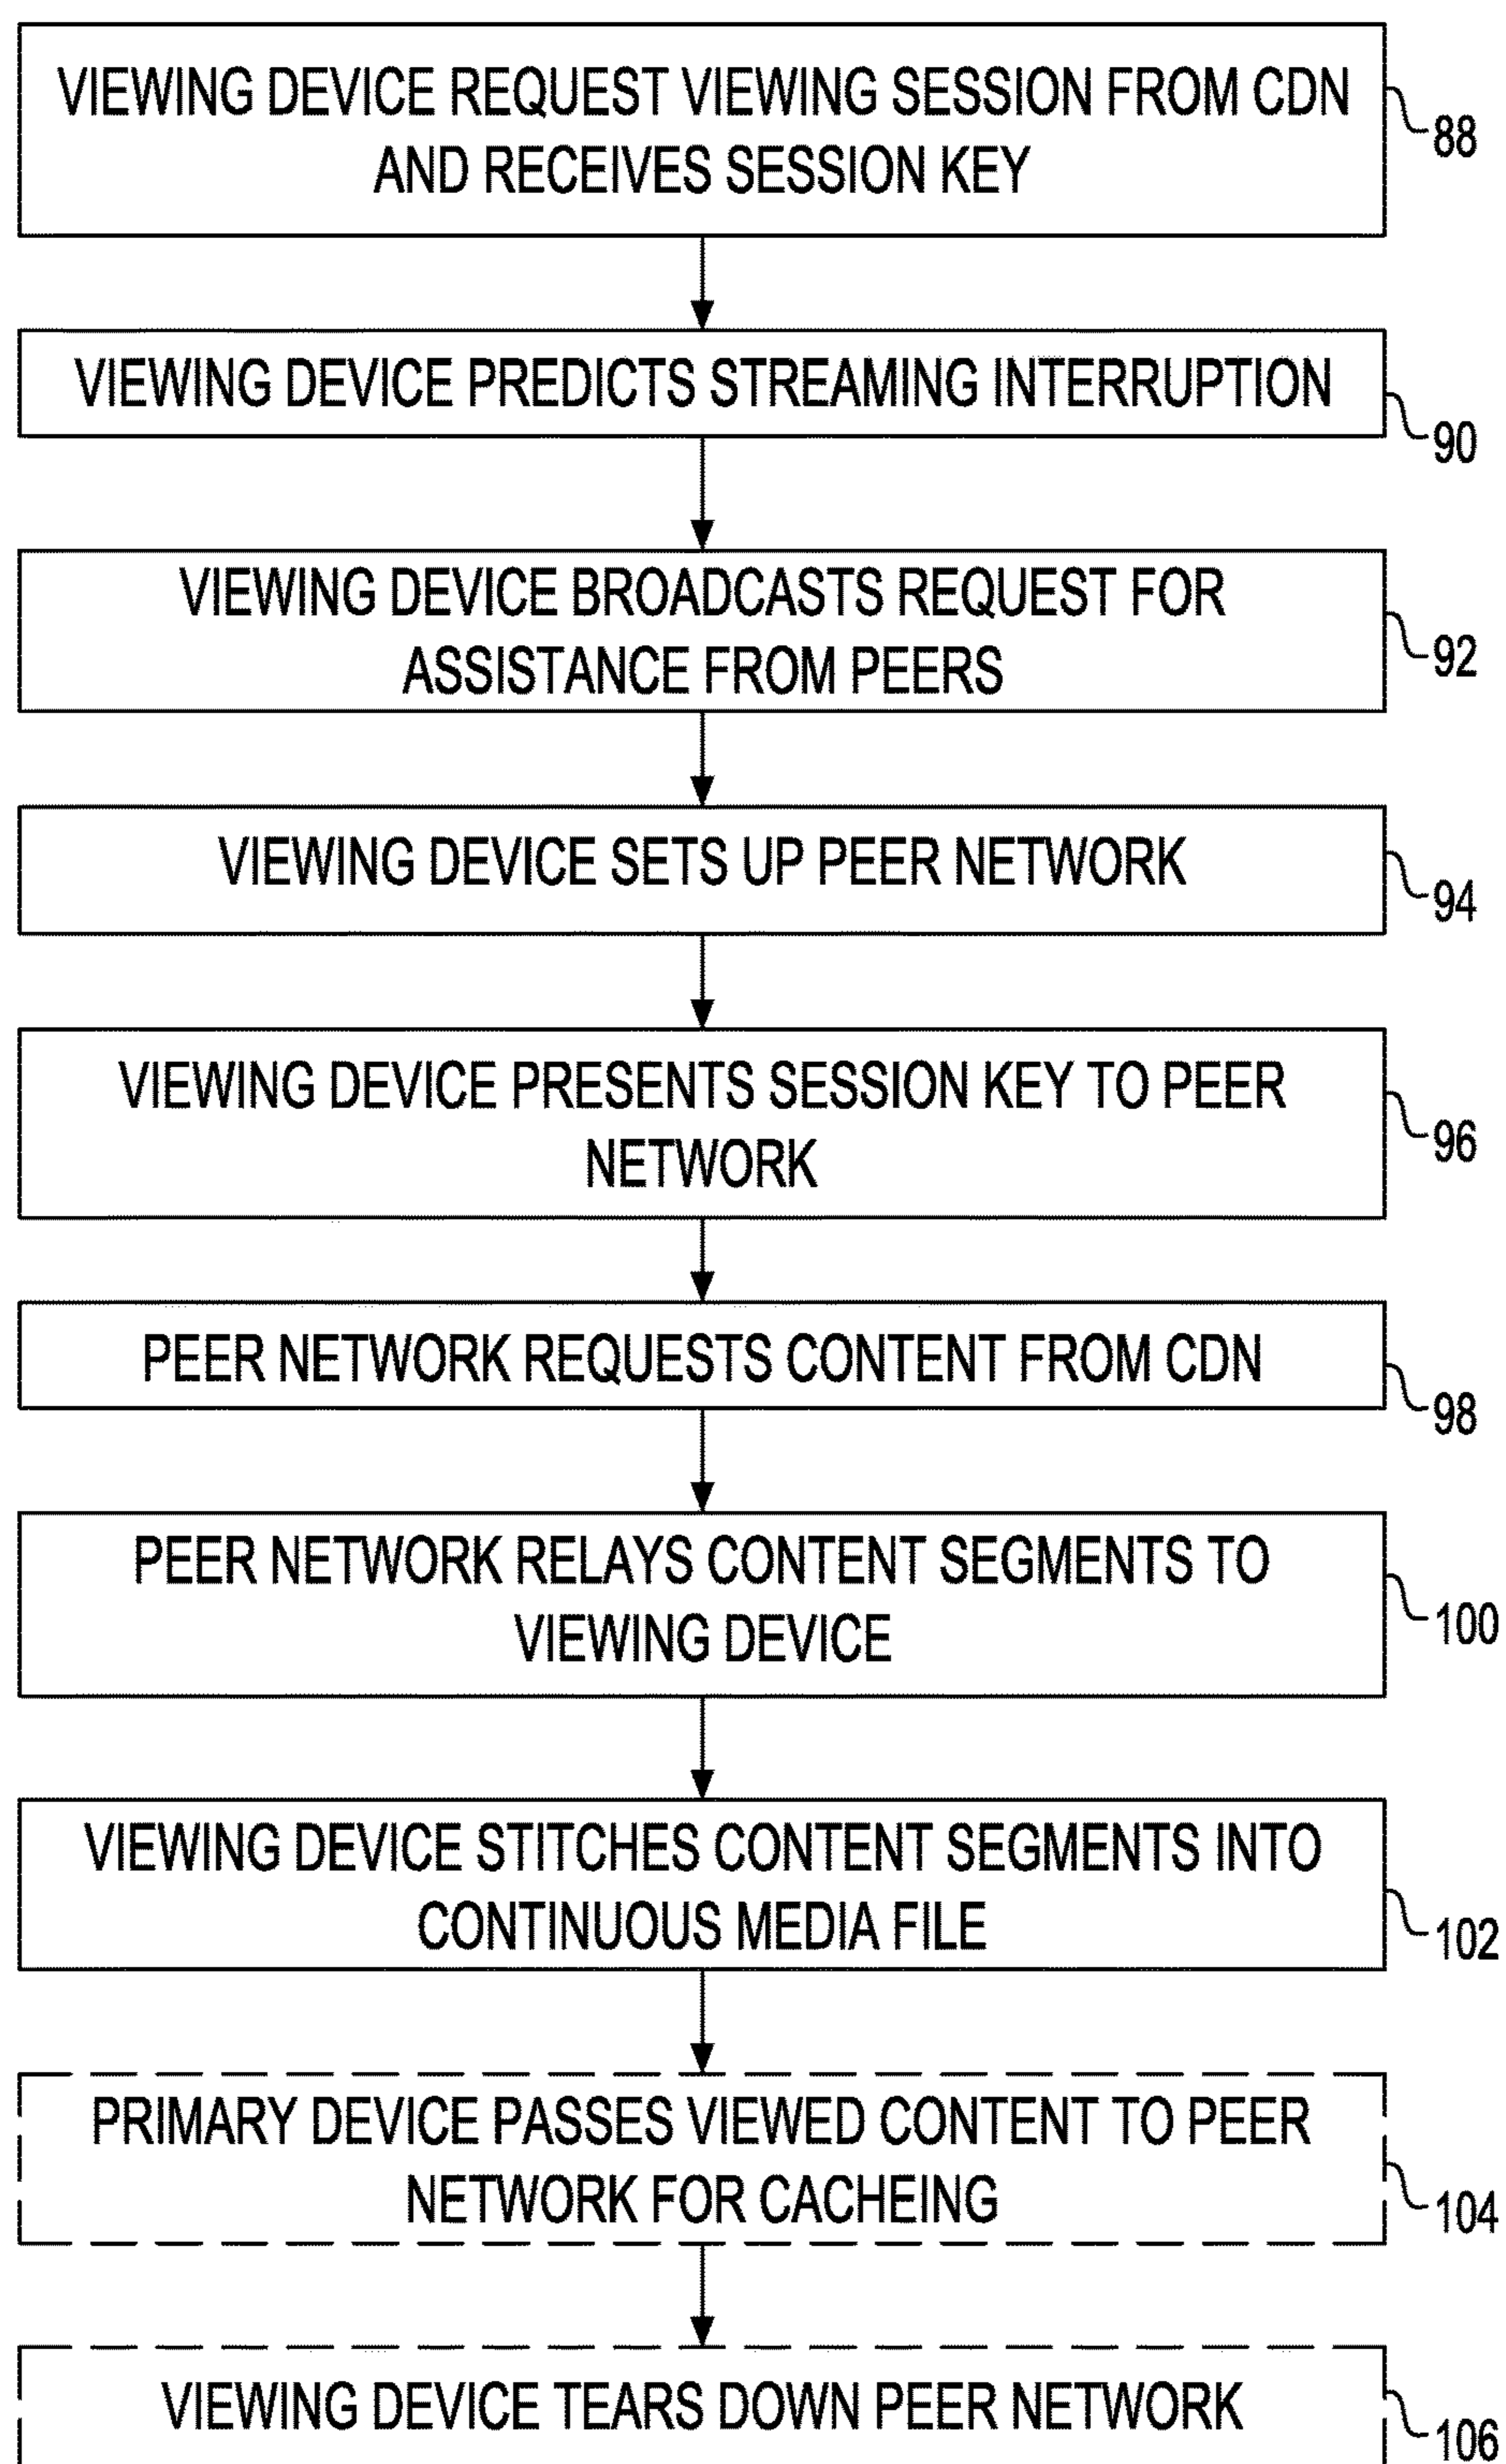 VIEWING DEVICE REQUEST VIEWING SESSION FROM CDN
AND RECEIVES SESSION KEY
88
VIEWING DEVICE PREDICTS STREAMING INTERRUPTION
90
VIEWING DEVICE BROADCASTS REQUEST FOR
ASSISTANCE FROM PEERS
92
VIEWING DEVICE SETS UP PEER NETWORK
94
VIEWING DEVICE PRESENTS SESSION KEY TO PEER
NETWORK
96
PEER NETWORK REQUESTS CONTENT FROM CDN
98
PEER NETWORK RELAYS CONTENT SEGMENTS TO
VIEWING DEVICE
100
VIEWING DEVICE STITCHES CONTENT SEGMENTS INTO
CONTINUOUS MEDIA FILE
102
PRIMARY DEVICE PASSES VIEWED CONTENT TO PEER
NETWORK FOR CACHEING
104
VIEWING DEVICE TEARS DOWN PEER NETWORK
106